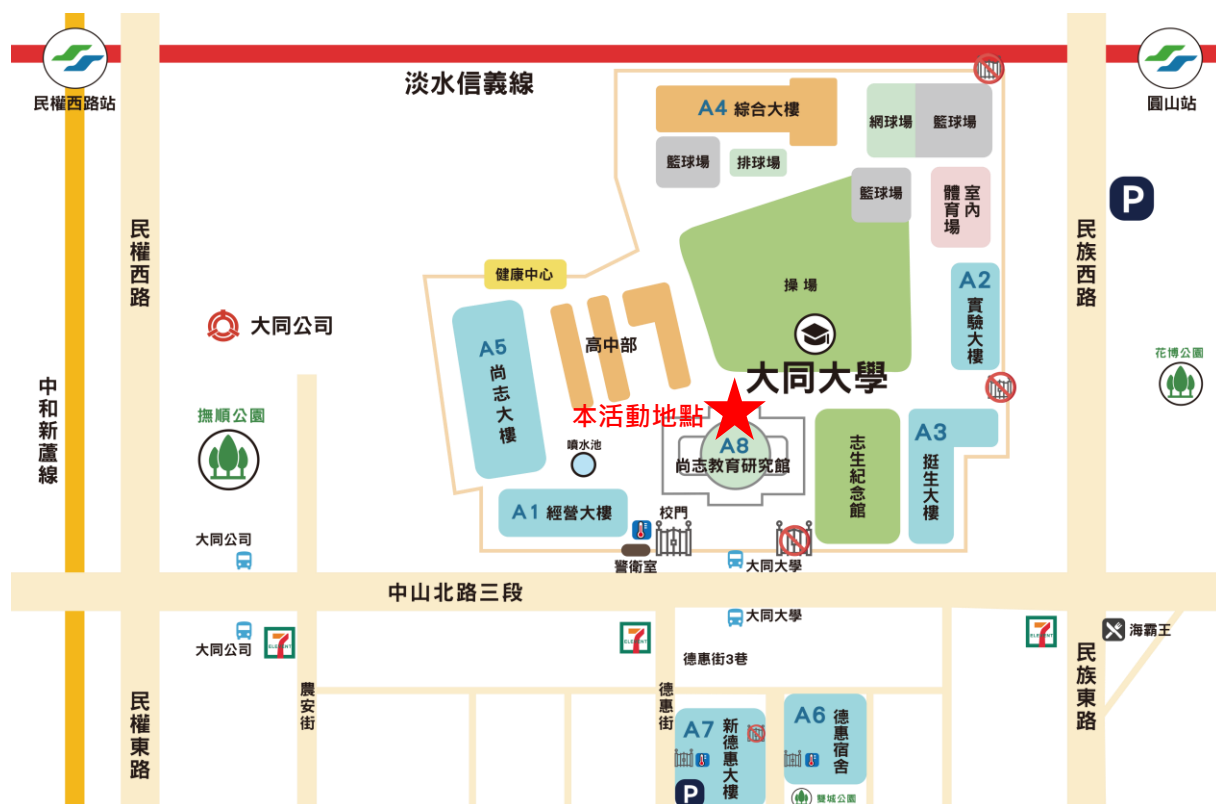 民權西路站
淡水信義線
圓山站
A4 綜合大樓
網球場
籃球場
籃球場
排球場
籃球場
室內
體育場
P
民權西路
民族西路
健康中心
操場
A2
實驗大樓
大同公司
高中部
A5
尚志大樓
大同大學
花博公園
中和新蘆線
撫順公園
本活動地點
噴水池
A8
尚志教育研究館
志生紀念館
A3
挺生大樓
A1 經營大樓
校門
警衛室
大同公司
大同大學
中山北路三段
大同公司
大同大學
7
ELEVEN
7
ELEVEN
7
ELEVEN
海霸王
德惠街3巷
民權東路
農安街
德惠街
民族東路
A7
新德惠大樓
A6
德惠宿舍
P
雙城公園